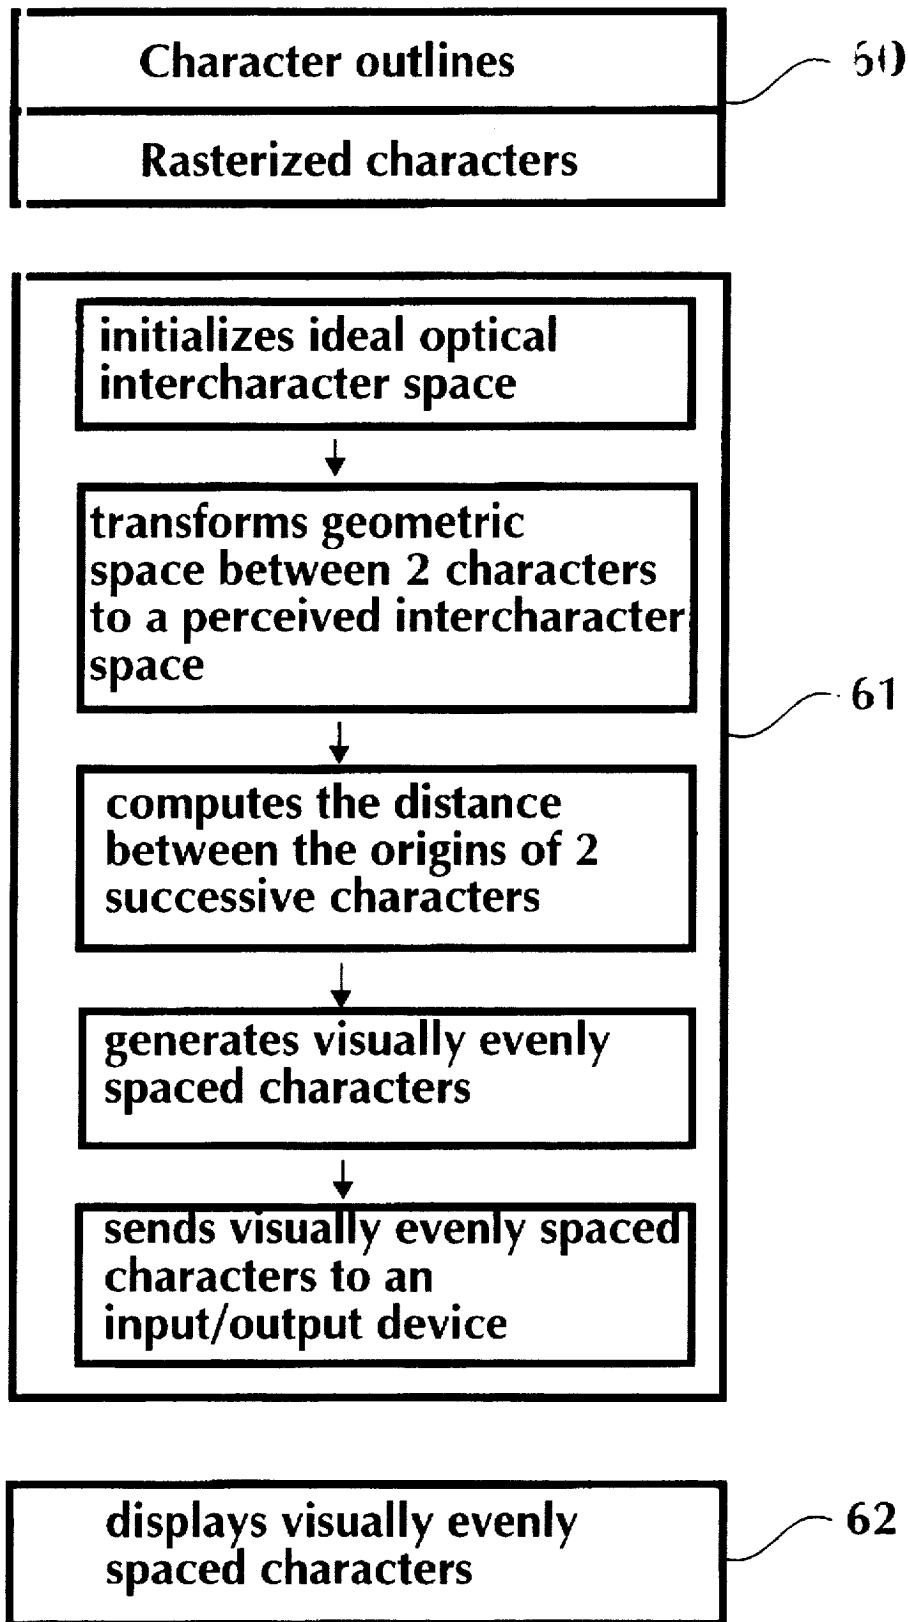 Character outlines
60
Rasterized characters
initializes ideal optical
intercharacter space
transforms geometric
space between 2 characters
to a perceived intercharacter
space
61
computes the distance
between the origins of 2
successive characters
generates visually evenly
spaced characters
sends visually evenly spaced
characters to an
input/output device
displays visually evenly
62
spaced characters